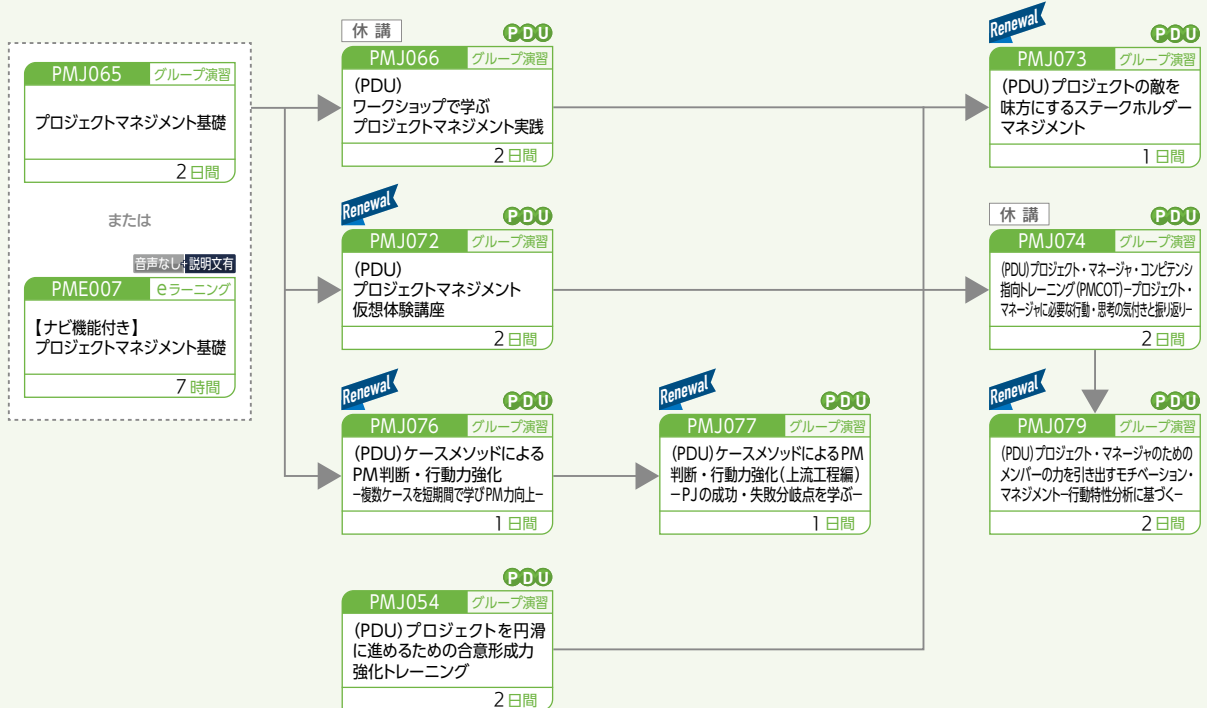 PMJ065 グループ演習
プロジェクトマネジメント基礎
2日間
または
音声なし+説明文有
PME007 eラーニング
【ナビ機能付き】
プロジェクトマネジメント基礎
7時間
休講 PDU
PMJ066 グループ演習
(PDU)
ワークショップで学ぶ
プロジェクトマネジメント実践
2日間
Renewal PDU
PMJ072 グループ演習
(PDU)
プロジェクトマネジメント
仮想体験講座
2日間
Renewal PDU
PMJ076 グループ演習
(PDU)ケースメソッドによる
PM判断・行動力強化
−複数ケースを短期間で学びPM力向上−
1日間
PDU
PMJ054 グループ演習
(PDU)プロジェクトを円滑
に進めるための合意形成力
強化トレーニング
2日間
Renewal PDU
PMJ077 グループ演習
(PDU)ケースメソッドによるPM
判断・行動力強化(上流工程編)
−PJの成功・失敗分岐点を学ぶ−
1日間
Renewal PDU
PMJ073 グループ演習
(PDU)プロジェクトの敵を
味方にするステークホルダー
マネジメント
1日間
休講 PDU
PMJ074 グループ演習
(PDU)プロジェクト・マネージャ・コンピテンシ
指向トレーニング(PMCOT)−プロジェクト・
マネージャに必要な行動・思考の気付きと振り返り−
2日間
Renewal PDU
PMJ079 グループ演習
(PDU)プロジェクト・マネージャのための
メンバーの力を引き出すモチベーション・
マネジメント−行動特性分析に基づく−
2日間